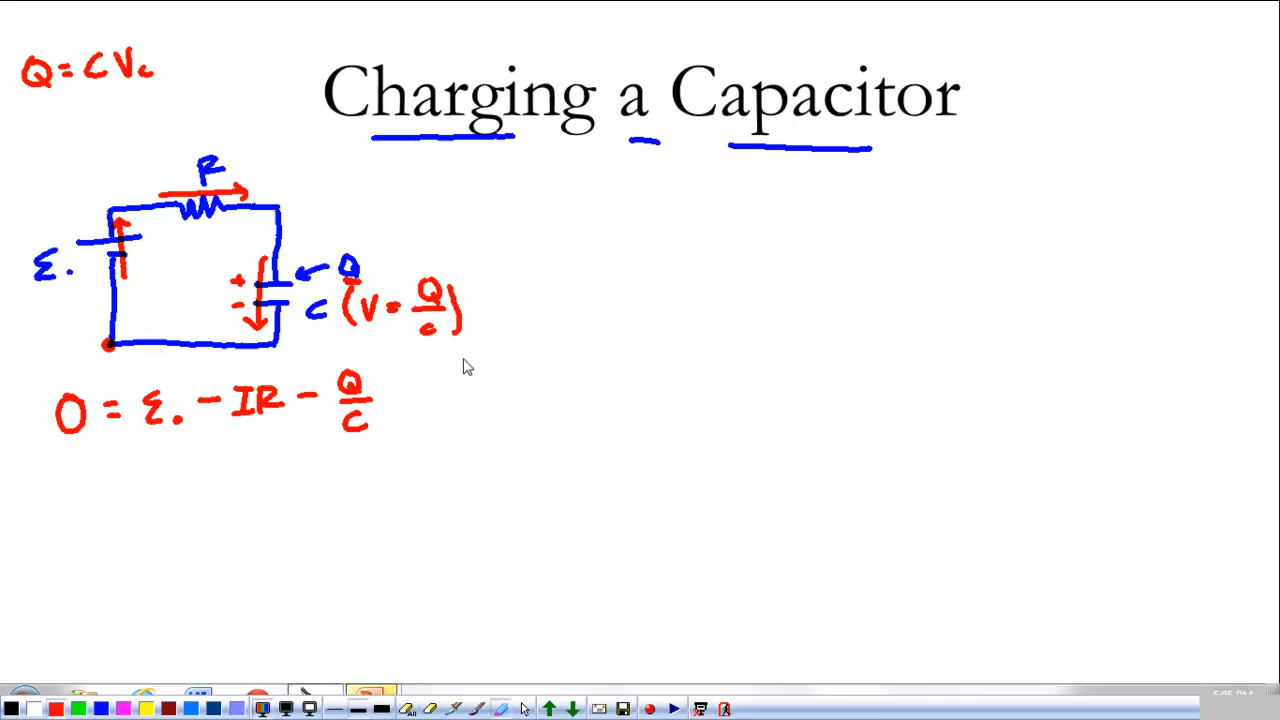 Q = CVc
Charging a Capacitor
R
Σ.
+
-
Q
C (V = Q/C)
0 = Σ. - IR - Q/C